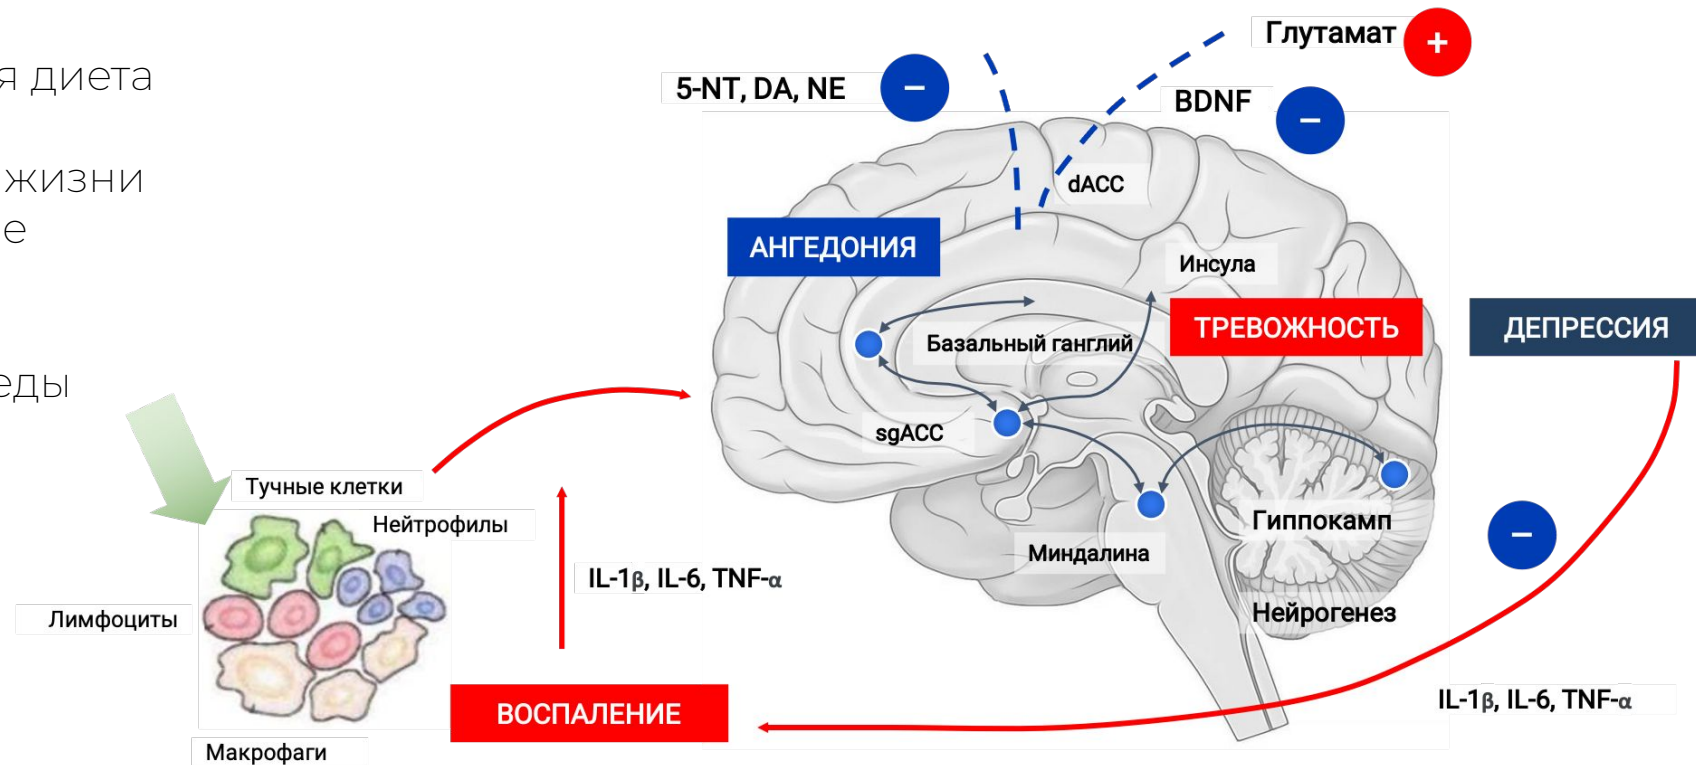 я диета
жизни
е
еды
Глутамат +
5-NT, DA, NE −
BDNF −
dACC
АНГЕДОНИЯ
Инсула
ТРЕВОЖНОСТЬ
ДЕПРЕССИЯ
Базальный ганглий
sgACC
Тучные клетки
Нейтрофилы
Гиппокамп
−
Миндалина
IL-1β, IL-6, TNF-α
Лимфоциты
Нейрогенез
IL-1β, IL-6, TNF-α
ВОСПАЛЕНИЕ
Макрофаги